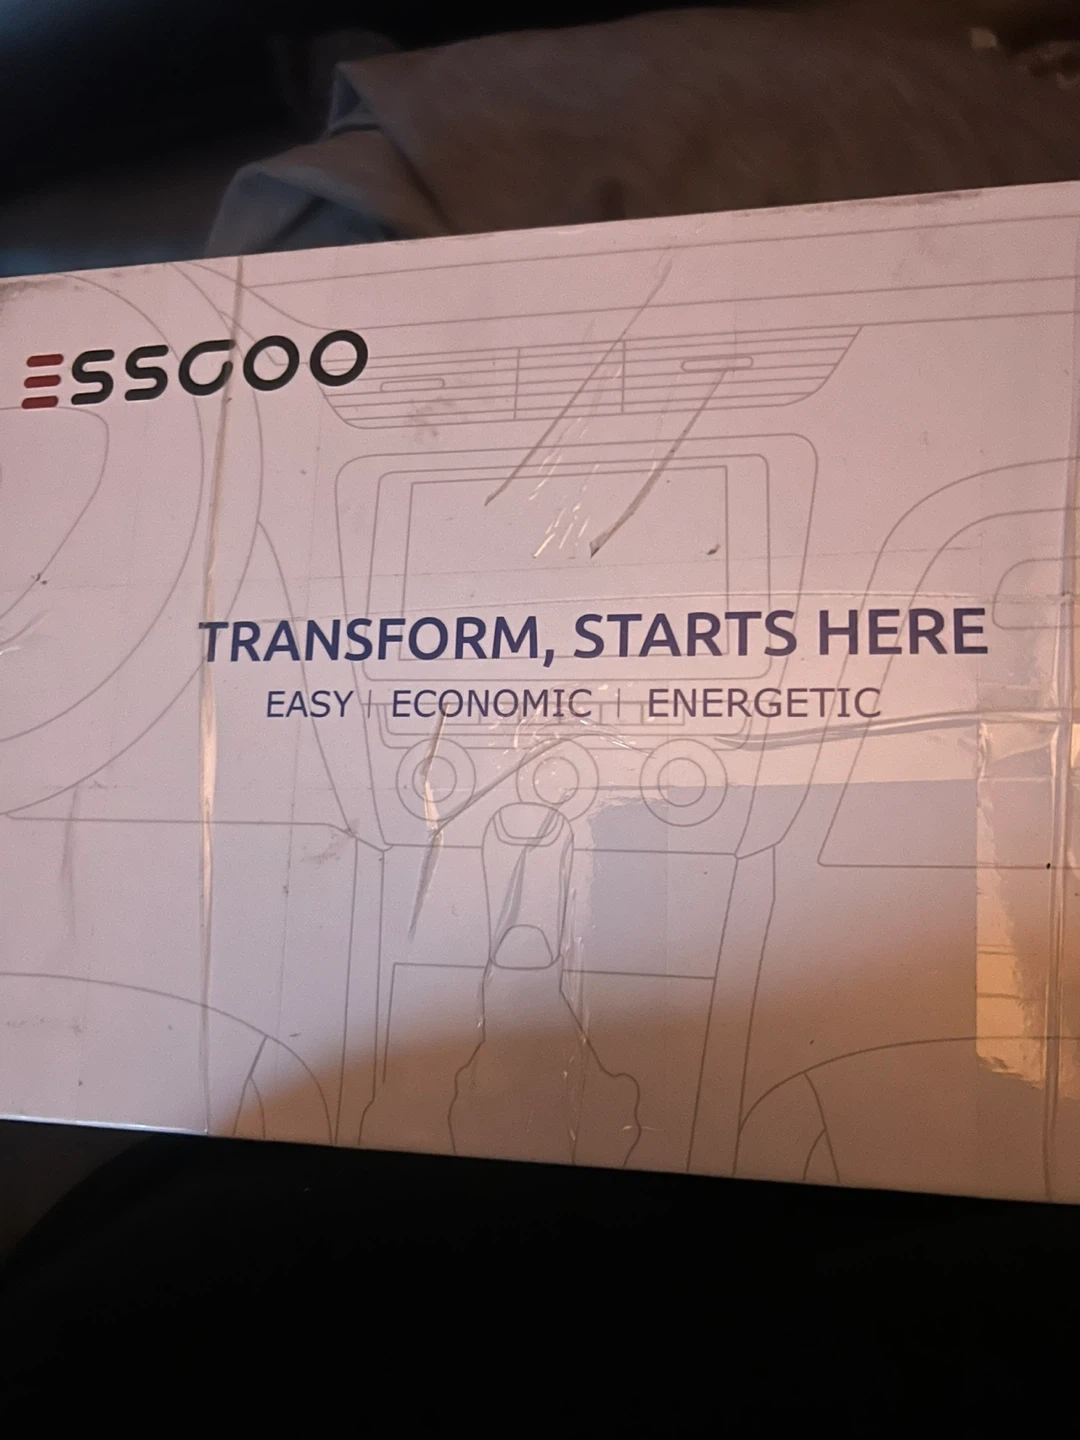 ESSGOO
TRANSFORM, STARTS HERE
EASY | ECONOMIC | ENERGETIC